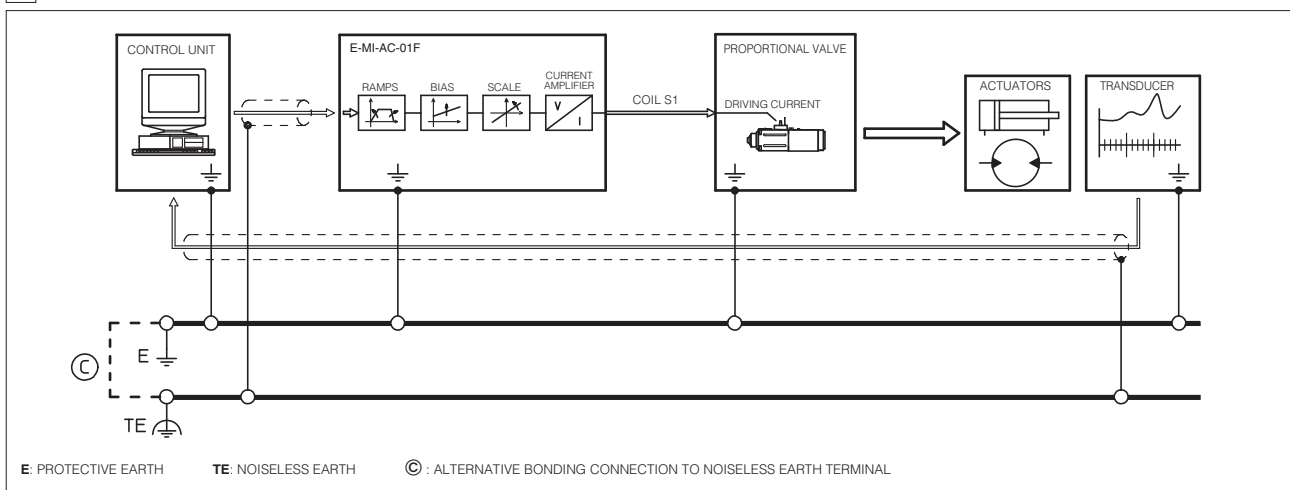 CONTROL UNIT
E-MI-AC-01F
RAMPS
BIAS
SCALE
CURRENT
AMPLIFIER
V
I
COIL S1
PROPORTIONAL VALVE
DRIVING CURRENT
ACTUATORS
TRANSDUCER
C
E
TE
E: PROTECTIVE EARTH TE: NOISELESS EARTH Ⓒ : ALTERNATIVE BONDING CONNECTION TO NOISELESS EARTH TERMINAL